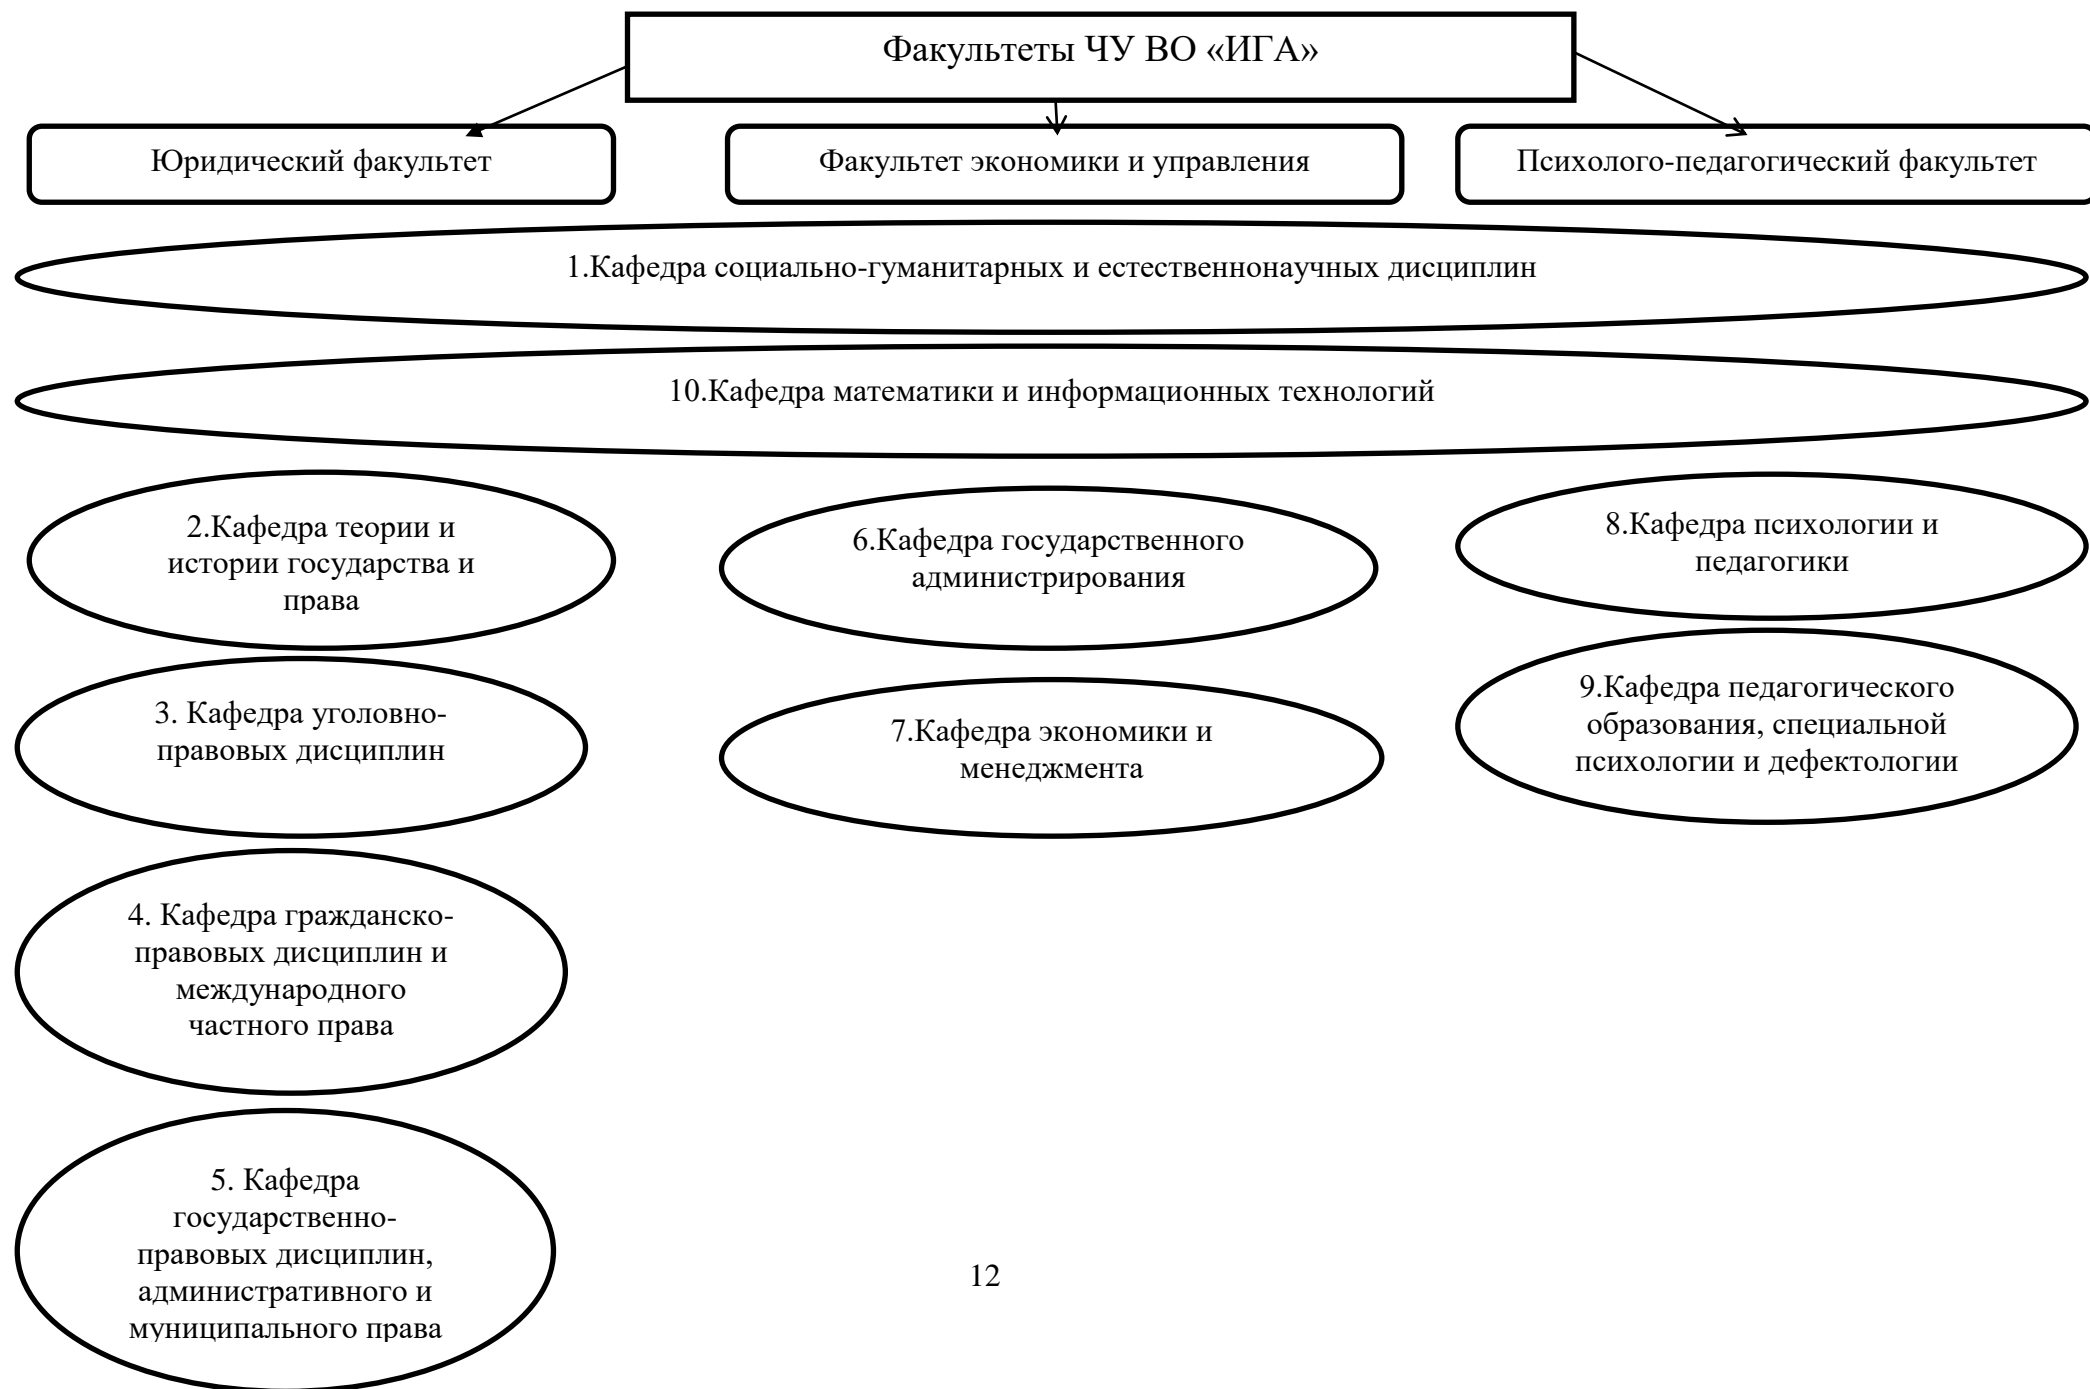 Факультеты ЧУ ВО «ИГА»
Юридический факультет
Факультет экономики и управления
Психолого-педагогический факультет
1.Кафедра социально-гуманитарных и естественнонаучных дисциплин
10.Кафедра математики и информационных технологий
2.Кафедра теории и
истории государства и
права
3. Кафедра уголовно-
правовых дисциплин
4. Кафедра гражданско-
правовых дисциплин и
международного
частного права
5. Кафедра
государственно-
правовых дисциплин,
административного и
муниципального права
6.Кафедра государственного
администрирования
7.Кафедра экономики и
менеджмента
8.Кафедра психологии и
педагогики
9.Кафедра педагогического
образования, специальной
психологии и дефектологии
12